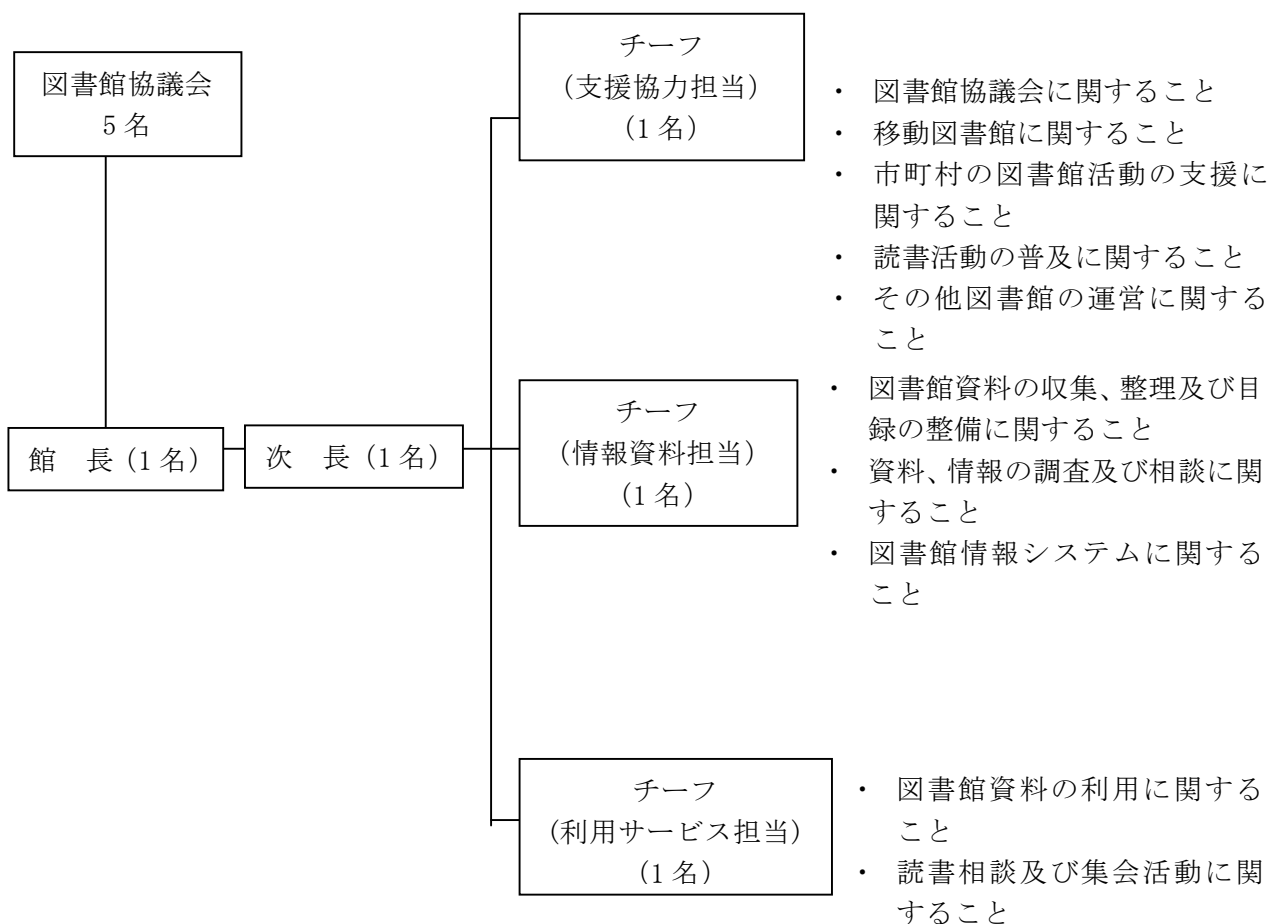 図書館協議会
5名
館　長(1名)
次　長(1名)
チーフ
(支援協力担当)
(1名)
・ 図書館協議会に関すること
・ 移動図書館に関すること
・ 市町村の図書館活動の支援に
関すること
・ 読書活動の普及に関すること
・ その他図書館の運営に関する
こと
チーフ
(情報資料担当)
(1名)
・ 図書館資料の収集、整理及び目
録の整備に関すること
・ 資料、情報の調査及び相談に関
すること
・ 図書館情報システムに関する
こと
チーフ
(利用サービス担当)
(1名)
・ 図書館資料の利用に関する
こと
・ 読書相談及び集会活動に関
すること